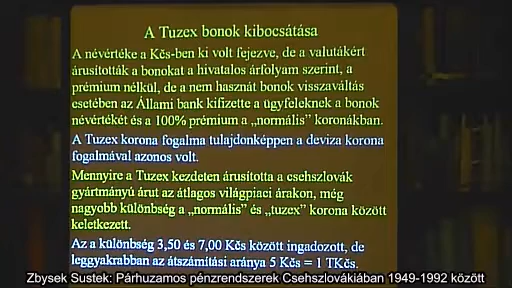 A Tuzex bonok kibocsátása
A névértéke a Kčs-ben ki volt fejezve, de a valutákért
árusították a bonokat a hivatalos árfolyam szerint, a
prémium nélkül, de a nem hasznát bonok visszaváltás
esetében az Állami bank kifizette a ügyfeleknek a bonok
névértékét és a 100% prémium a „normális" koronákban.
A Tuzex korona fogalma tulajdonképpen a deviza korona
fogalmával azonos volt.
Mennyire a Tuzex kezdeten árusította a csehszlovák
gyártmányú árut az átlagos világpiaci árakon, még
nagyobb különbség a „normális" és „tuzex" korona között
keletkezett.
Az a különbség 3,50 és 7,00 Kčs között ingadozott, de
leggyakrabban az átszámítási aránya 5 Kčs = 1 TKčs.
Zbysek Sustek: Párhuzamos pénzrendszerek Csehszlovákiában 1949-1992 között